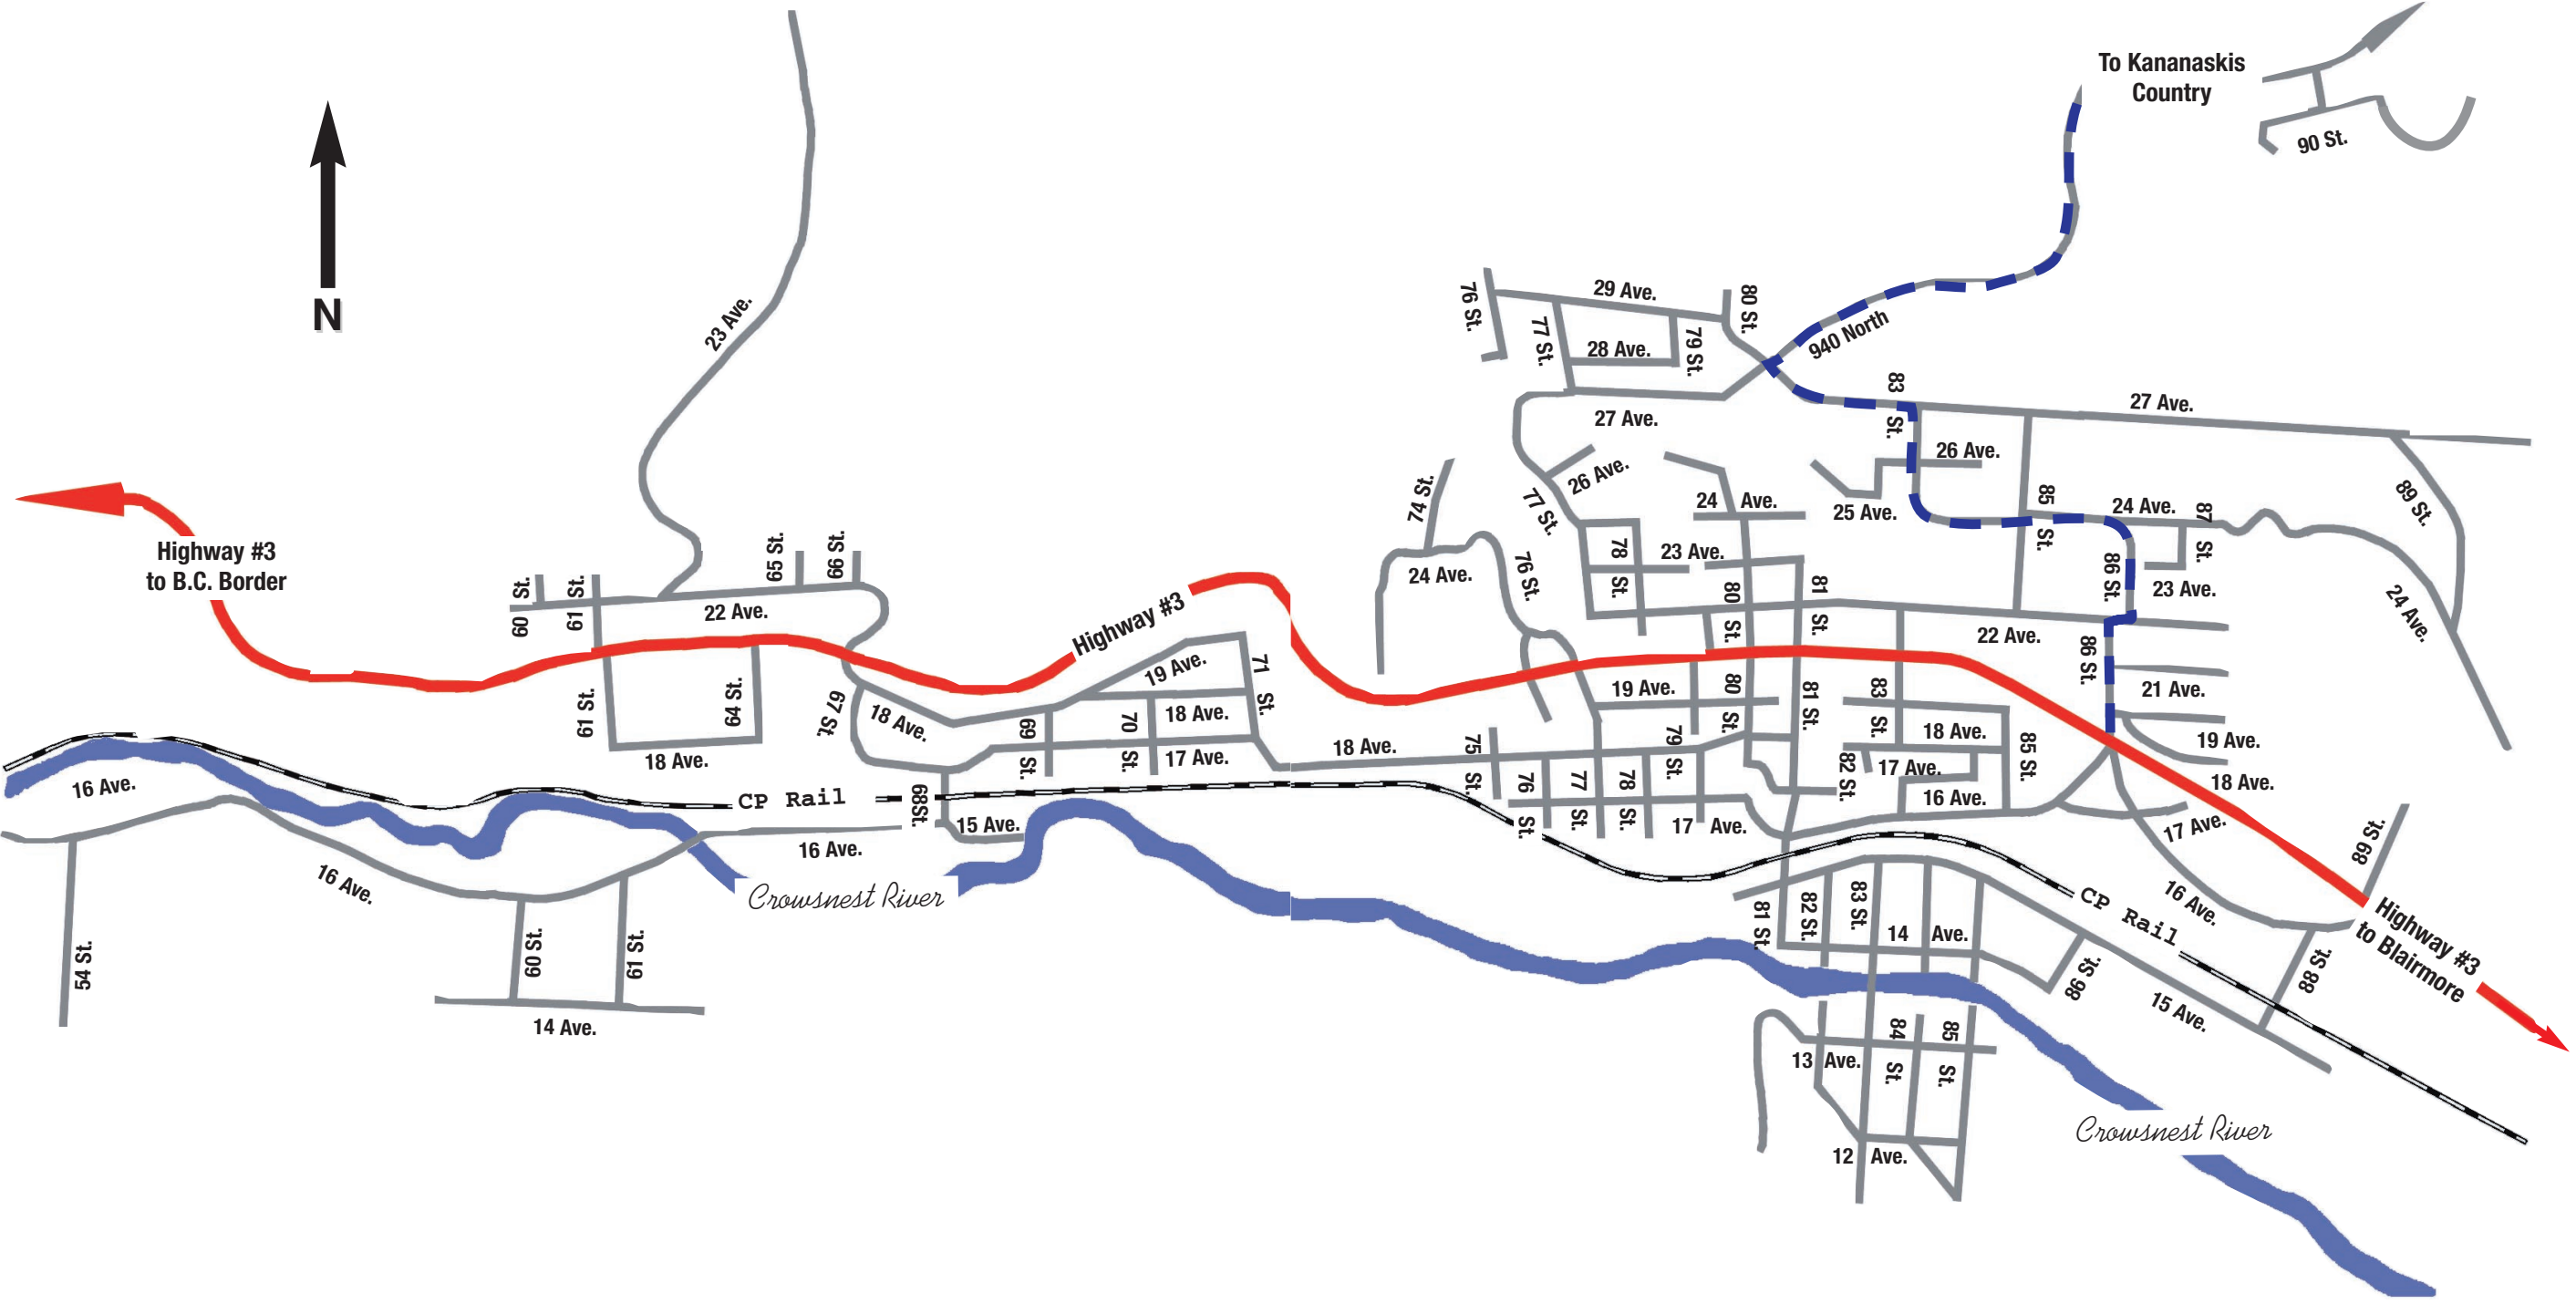 To Kananaskis
Country
90 St.
N
23 Ave.
76 St.
29 Ave.
80 St.
77 St.
28 Ave.
79 St.
940 North
27 Ave.
83
St.
27 Ave.
26 Ave.
26 Ave.
74 St.
77 St.
24 Ave.
25 Ave.
85
St.
24 Ave.
87
St.
89 St.
Highway #3
to B.C. Border
60 St.
61 St.
65 St.
66 St.
22 Ave.
24 Ave.
76 St.
78
St.
23 Ave.
80
St.
81
St.
86 St.
23 Ave.
24 Ave.
22 Ave.
Highway #3
19 Ave.
71
St.
61 St.
64 St.
18 Ave.
67 St.
18 Ave.
69
St.
70
St.
18 Ave.
17 Ave.
18 Ave.
75
St.
19 Ave.
80
St.
81 St.
83
St.
86 St.
21 Ave.
19 Ave.
18 Ave.
79
St.
18 Ave.
85 St.
82 St.
17 Ave.
16 Ave.
76
St.
77
St.
78
St.
17 Ave.
17 Ave.
16 Ave.
CP Rail
68St.
15 Ave.
16 Ave.
16 Ave.
Crowsnest River
54 St.
60 St.
61 St.
14 Ave.
81 St.
82 St.
83 St.
14 Ave.
86 St.
CP Rail
16 Ave.
89 St.
88 St.
15 Ave.
Highway #3
to Blairmore
13 Ave.
84
St.
85
St.
12 Ave.
Crowsnest River